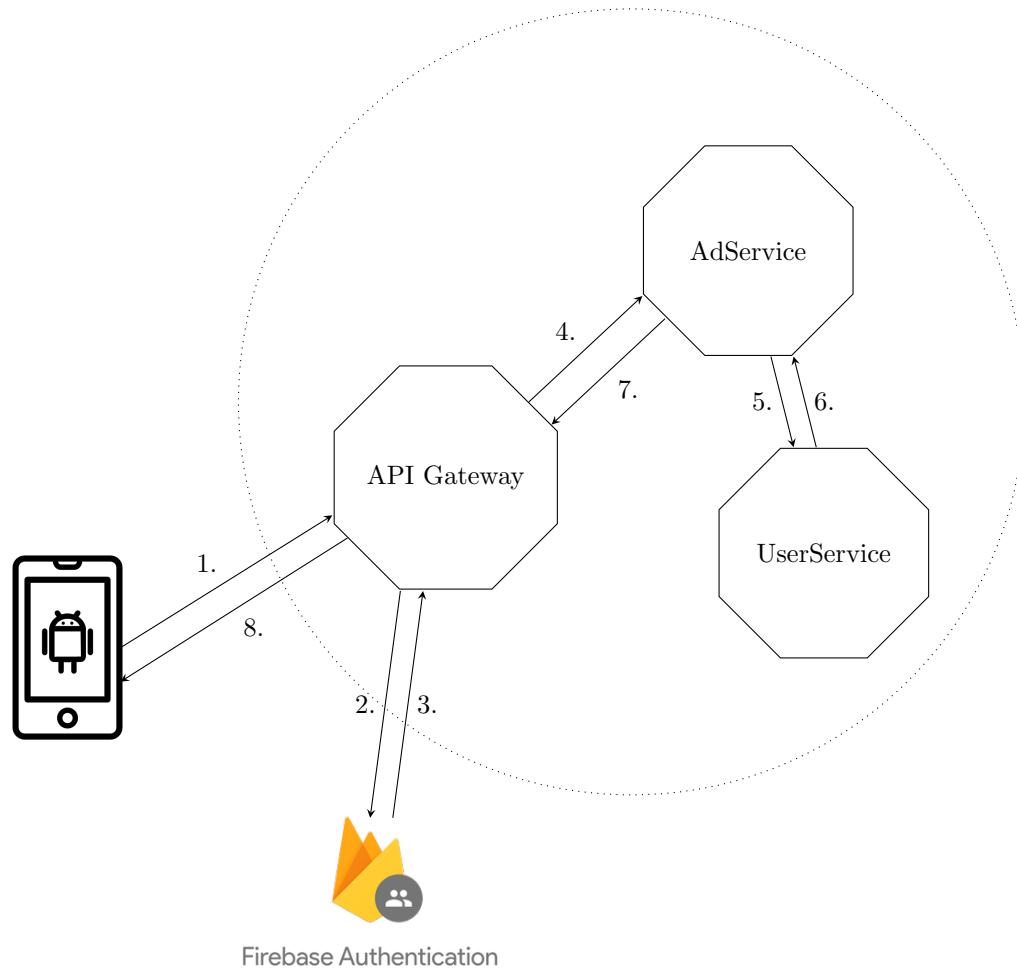 AdService
4.
7.
5.
6.
API Gateway
UserService
1.
8.
2.
3.
Firebase Authentication